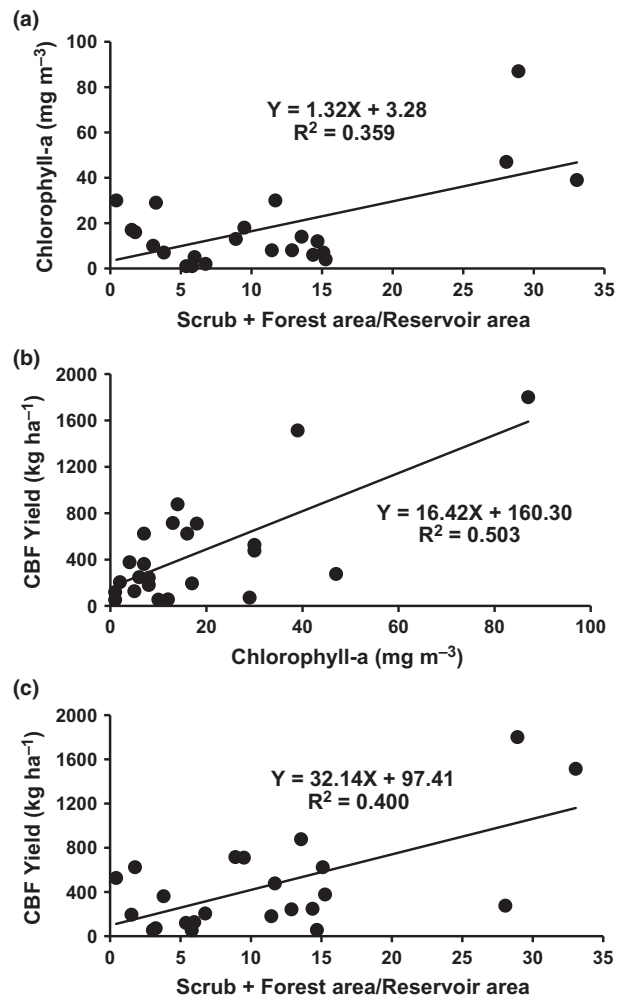 (a)
100
80
60
40
20
0
Chlorophyll-a (mg m⁻³)
Y = 1.32X + 3.28
R² = 0.359
0 5 10 15 20 25 30 35
Scrub + Forest area/Reservoir area
(b)
2000
1600
1200
800
400
0
CBF Yield (kg ha⁻¹)
Y = 16.42X + 160.30
R² = 0.503
0 20 40 60 80 100
Chlorophyll-a (mg m⁻³)
(c)
2000
1600
1200
800
400
0
CBF Yield (kg ha⁻¹)
Y = 32.14X + 97.41
R² = 0.400
0 5 10 15 20 25 30 35
Scrub + Forest area/Reservoir area